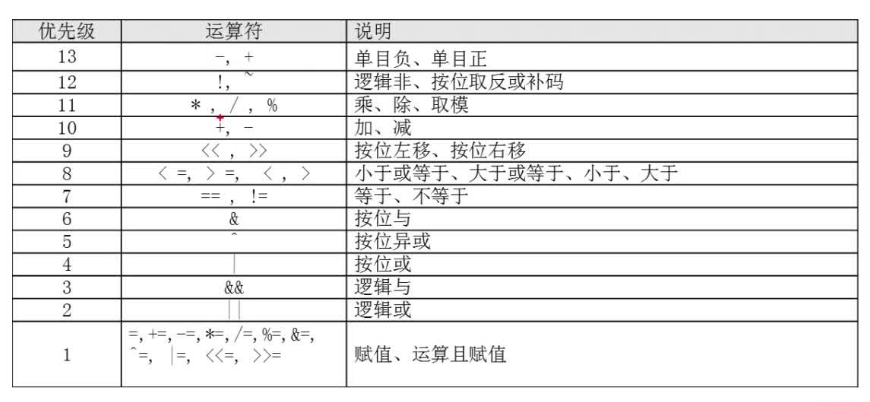 优先级 运算符 说明
13 -, + 单目负、单目正
12 !, ~ 逻辑非、按位取反或补码
11 * , / , % 乘、除、取模
10 +, - 加、减
9 << , >> 按位左移、按位右移
8 < =, > =, < , > 小于或等于、大于或等于、小于、大于
7 == , != 等于、不等于
6 & 按位与
5 ^ 按位异或
4 | 按位或
3 && 逻辑与
2 || 逻辑或
1 =,+=,-=,*=,/=,%=,&=, 赋值、运算且赋值
^=, |=, <<=, >>=